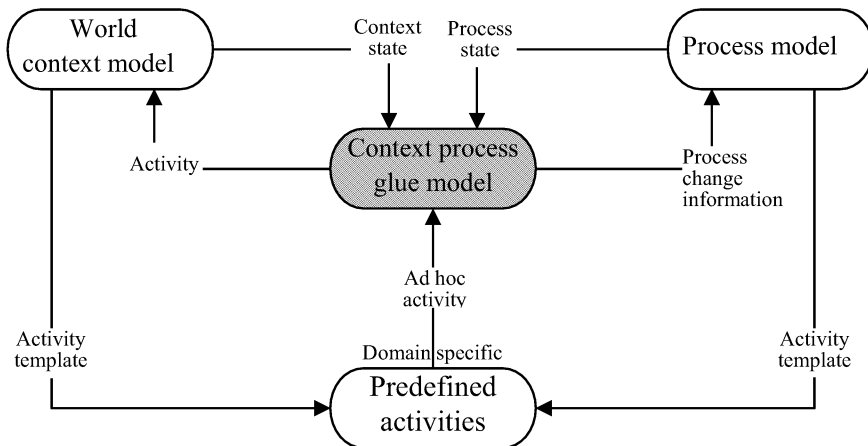 World
context model
Context
state
Process
state
Process model
Activity
Context process
glue model
Process
change
information
Ad hoc
activity
Activity
template
Domain specific
Predefined
activities
Activity
template